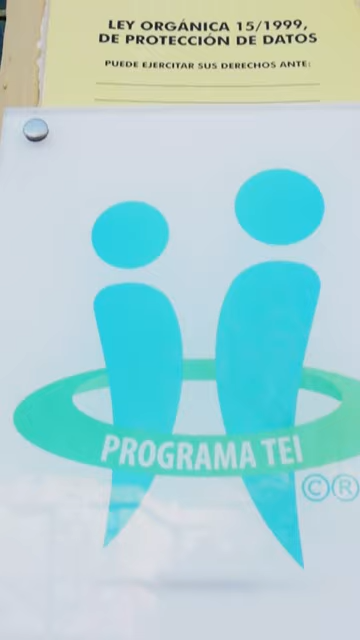 LEY ORGÁNICA 15/1999,
DE PROTECCIÓN DE DATOS
PUEDE EJERCITAR SUS DERECHOS ANTE:
PROGRAMA TEI
©®